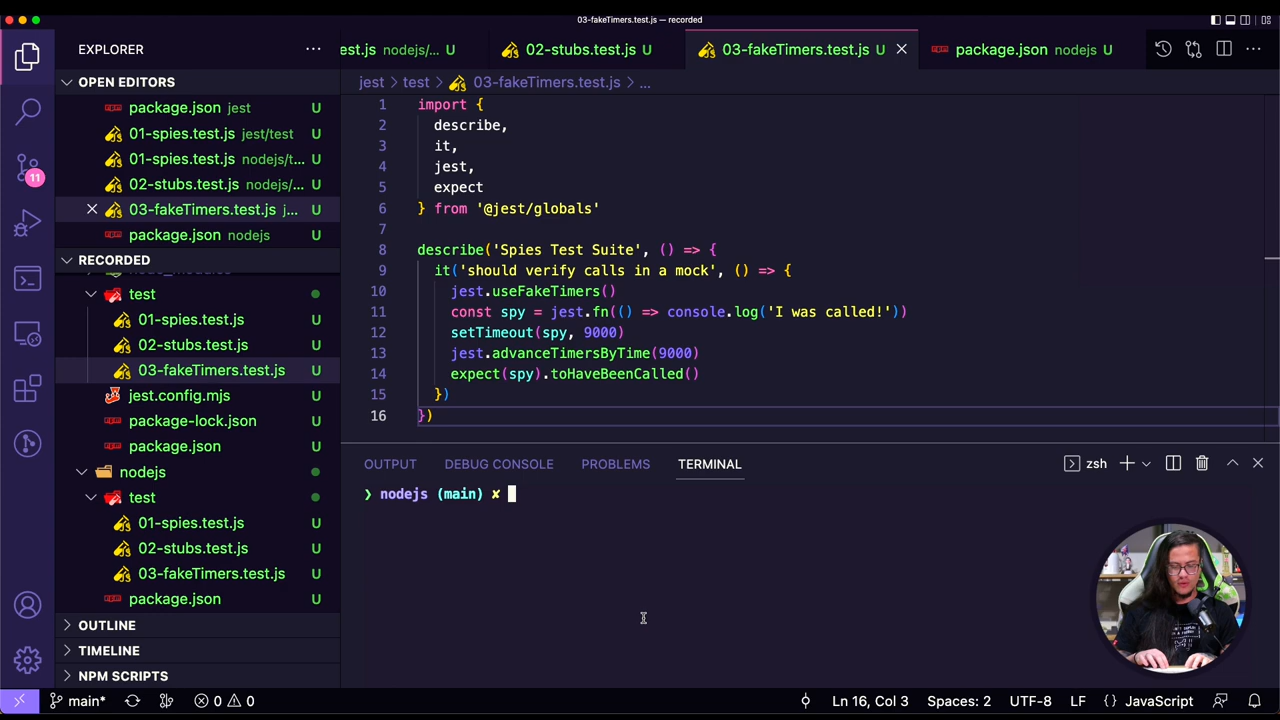 03-fakeTimers.test.js — recorded
EXPLORER
est.js nodejs/... U
02-stubs.test.js U
03-fakeTimers.test.js U
package.json nodejs U
OPEN EDITORS
package.json jest U
01-spies.test.js jest/test U
01-spies.test.js nodejs/t... U
02-stubs.test.js nodejs/... U
03-fakeTimers.test.js j... U
package.json nodejs U
RECORDED
test
01-spies.test.js U
02-stubs.test.js U
03-fakeTimers.test.js U
jest.config.mjs U
package-lock.json U
package.json U
nodejs
test
01-spies.test.js U
02-stubs.test.js U
03-fakeTimers.test.js U
package.json U
OUTLINE
TIMELINE
NPM SCRIPTS
11
jest > test > 03-fakeTimers.test.js > ...
1 import {
2 describe,
3 it,
4 jest,
5 expect
6 } from '@jest/globals'
7
8 describe('Spies Test Suite', () => {
9 it('should verify calls in a mock', () => {
10 jest.useFakeTimers()
11 const spy = jest.fn(() => console.log('I was called!'))
12 setTimeout(spy, 9000)
13 jest.advanceTimersByTime(9000)
14 expect(spy).toHaveBeenCalled()
15 })
16 })
OUTPUT DEBUG CONSOLE PROBLEMS TERMINAL zsh
❯ nodejs (main) ✘
main* 0 0 Ln 16, Col 3 Spaces: 2 UTF-8 LF {} JavaScript